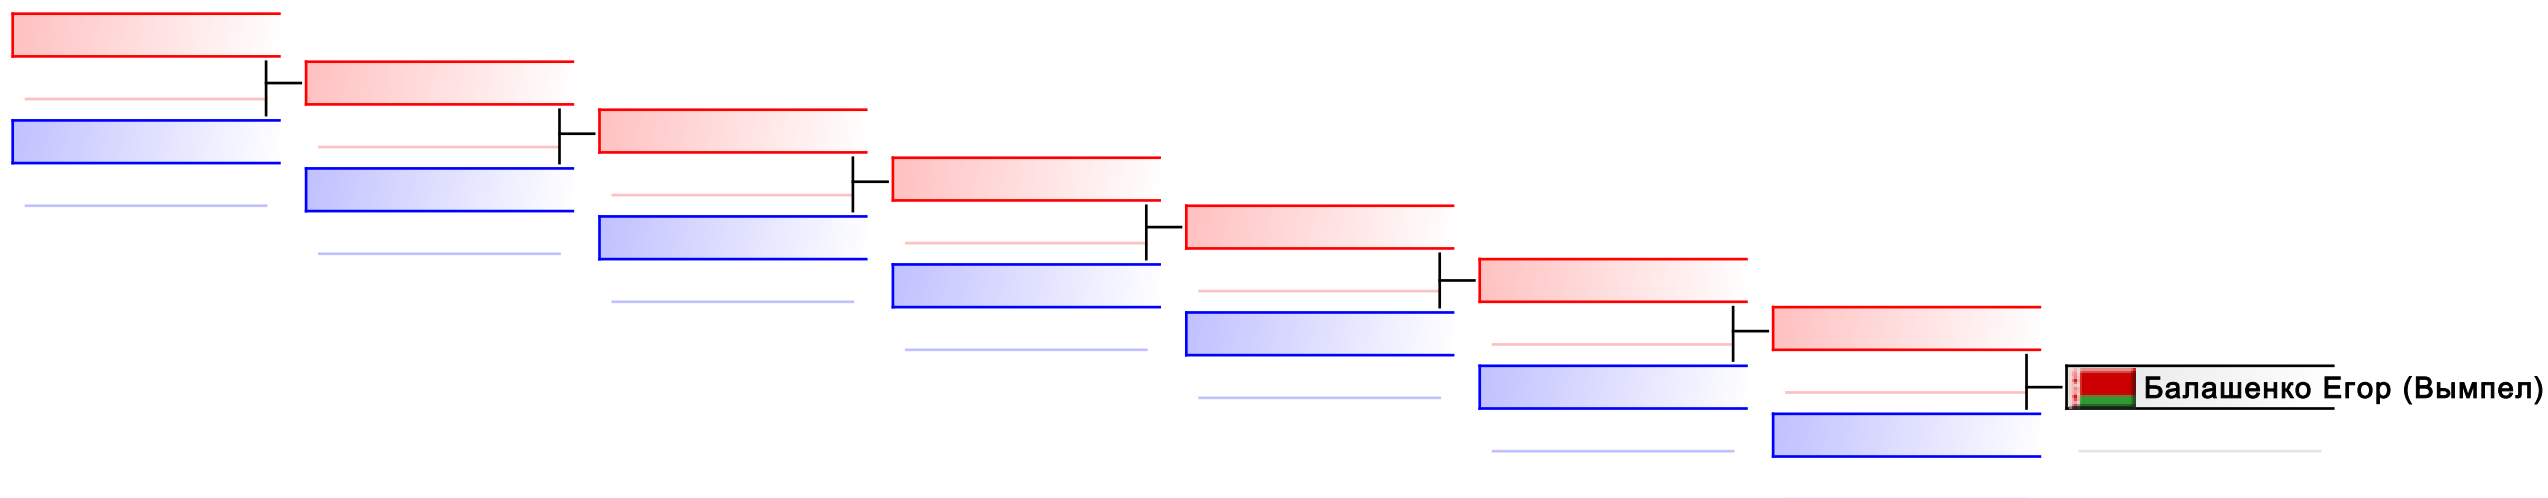 Балашенко Егор (Вымпел)